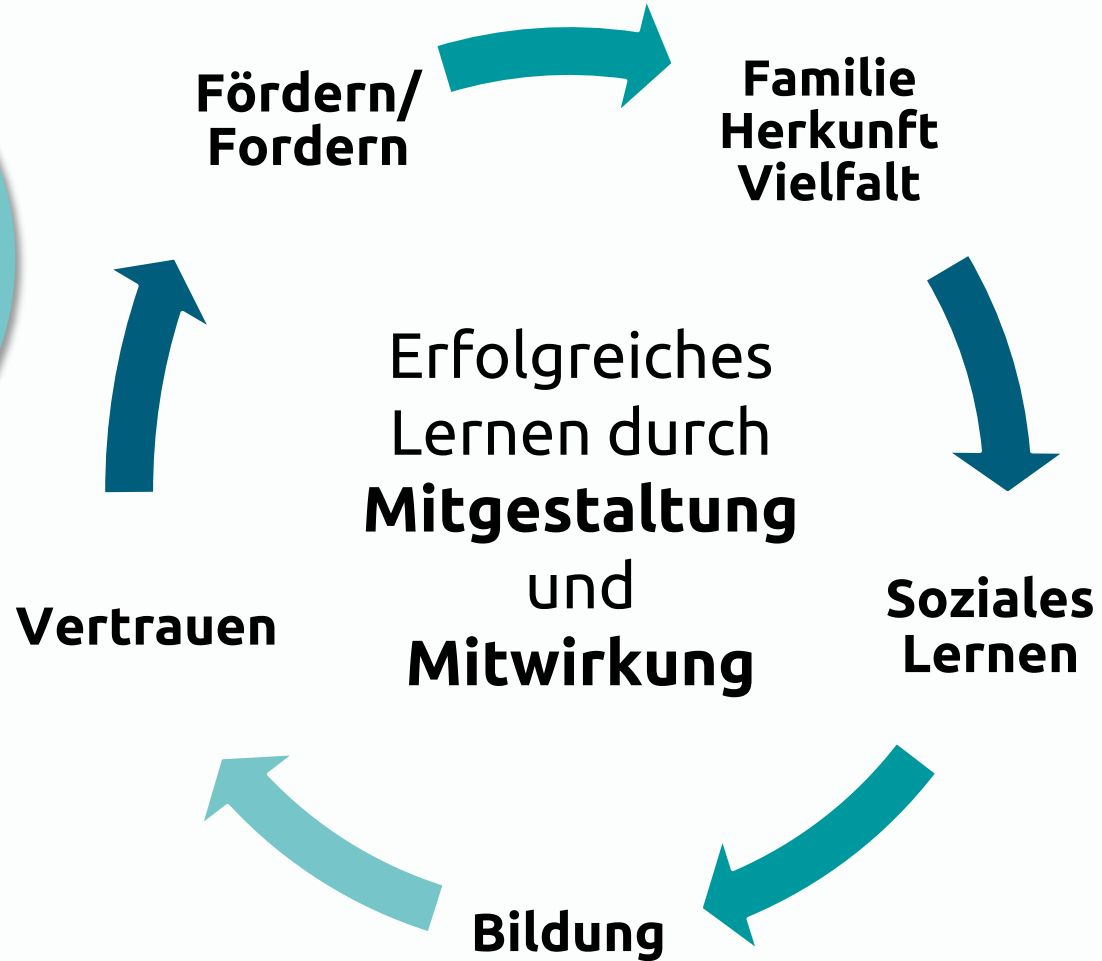 Fördern/
Fordern
Familie
Herkunft
Vielfalt
Erfolgreiches
Lernen durch
Mitgestaltung
und
Mitwirkung
Soziales
Lernen
Vertrauen
Bildung